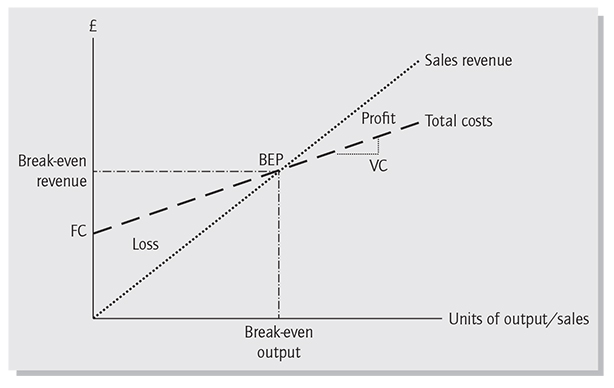 £
Sales revenue
Profit
Total costs
BEP
VC
Break-even
revenue
FC
Loss
Units of output/sales
Break-even
output